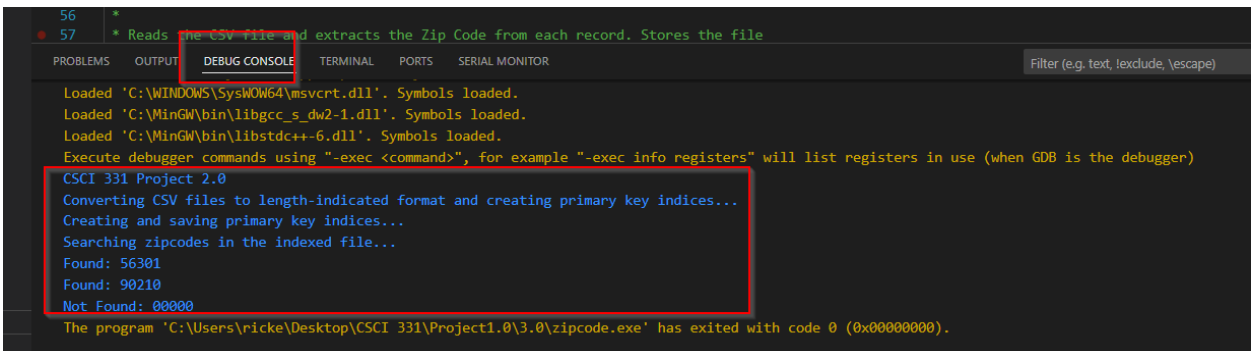 56 *
57 * Reads the CSV file and extracts the Zip Code from each record. Stores the file
PROBLEMS OUTPUT DEBUG CONSOLE TERMINAL PORTS SERIAL MONITOR Filter (e.g. text, !exclude, \escape)
Loaded 'C:\WINDOWS\SysWOW64\msvcrt.dll'. Symbols loaded.
Loaded 'C:\MinGW\bin\libgcc_s_dw2-1.dll'. Symbols loaded.
Loaded 'C:\MinGW\bin\libstdc++-6.dll'. Symbols loaded.
Execute debugger commands using "-exec <command>", for example "-exec info registers" will list registers in use (when GDB is the debugger)
CSCI 331 Project 2.0
Converting CSV files to length-indicated format and creating primary key indices...
Creating and saving primary key indices...
Searching zipcodes in the indexed file...
Found: 56301
Found: 90210
Not Found: 00000
The program 'C:\Users\ricke\Desktop\CSCI 331\Project1.0\3.0\zipcode.exe' has exited with code 0 (0x00000000).